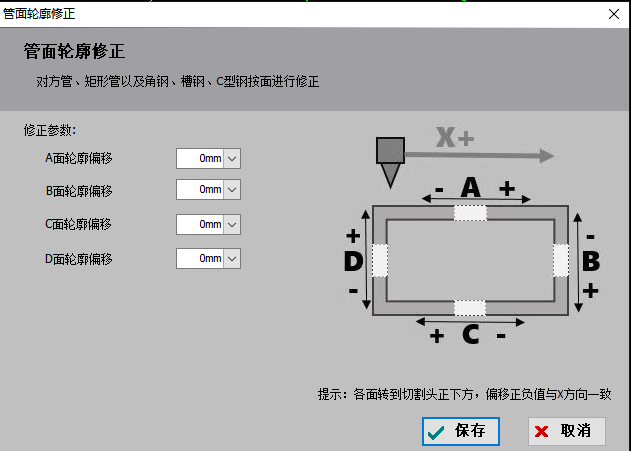 管面轮廓修正
管面轮廓修正
对方管、矩形管以及角钢、槽钢、C型钢按面进行修正
修正参数:
A面轮廓偏移 0mm
B面轮廓偏移 0mm
C面轮廓偏移 0mm
D面轮廓偏移 0mm
X+
- A +
+ D -
- B +
+ C -
提示：各面转到切割头正下方，偏移正负值与X方向一致
保存
取消